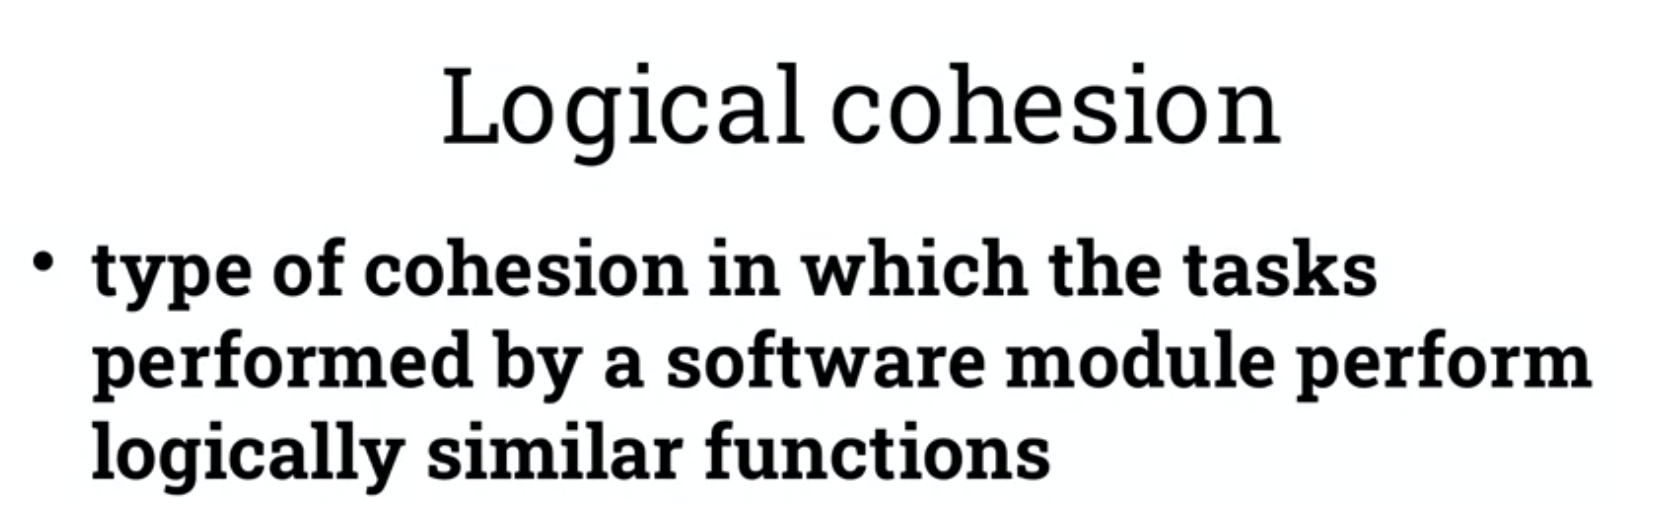 Logical cohesion
• type of cohesion in which the tasks
performed by a software module perform
logically similar functions